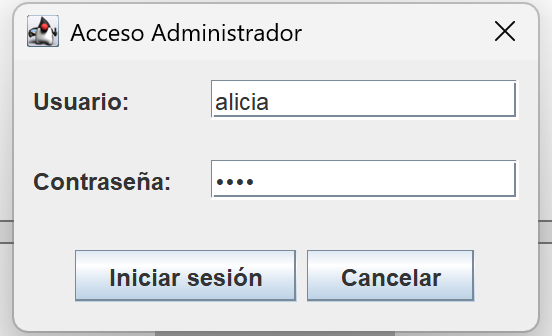 Acceso Administrador
Usuario: alicia
Contraseña: ••••
Iniciar sesión Cancelar